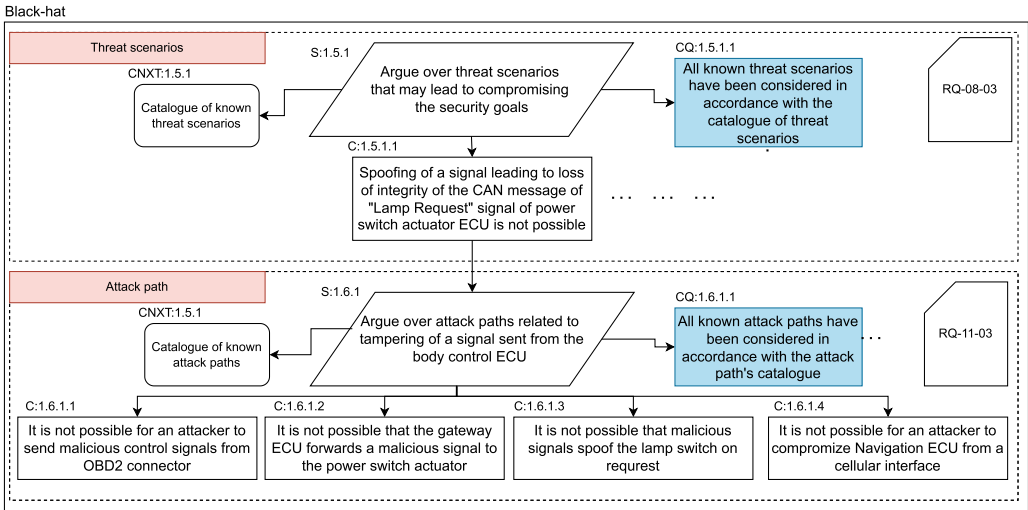 Black-hat
Threat scenarios
S:1.5.1
CQ:1.5.1.1
CNXT:1.5.1
Catalogue of known
threat scenarios
Argue over threat scenarios
that may lead to compromising
the security goals
All known threat scenarios
have been considered in
accordance with the
catalogue of threat
scenarios
RQ-08-03
C:1.5.1.1
Spoofing of a signal leading to loss
of integrity of the CAN message of
"Lamp Request" signal of power
switch actuator ECU is not possible
... ... ...
Attack path
S:1.6.1
CQ:1.6.1.1
CNXT:1.5.1
Catalogue of known
attack paths
Argue over attack paths related to
tampering of a signal sent from the
body control ECU
All known attack paths have
been considered in
accordance with the attack
path's catalogue
...
RQ-11-03
C:1.6.1.1
It is not possible for an attacker to
send malicious control signals from
OBD2 connector
C:1.6.1.2
It is not possible that the gateway
ECU forwards a malicious signal to
the power switch actuator
C:1.6.1.3
It is not possible that malicious
signals spoof the lamp switch on
requrest
C:1.6.1.4
It is not possible for an attacker to
compromize Navigation ECU from a
cellular interface